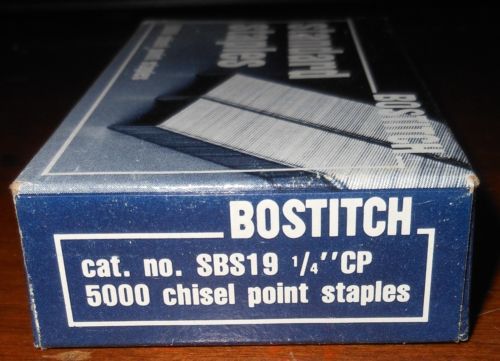 standard
staples
BOSTITCH
BOSTITCH
cat. no. SBS19 1/4″CP
5000 chisel point staples